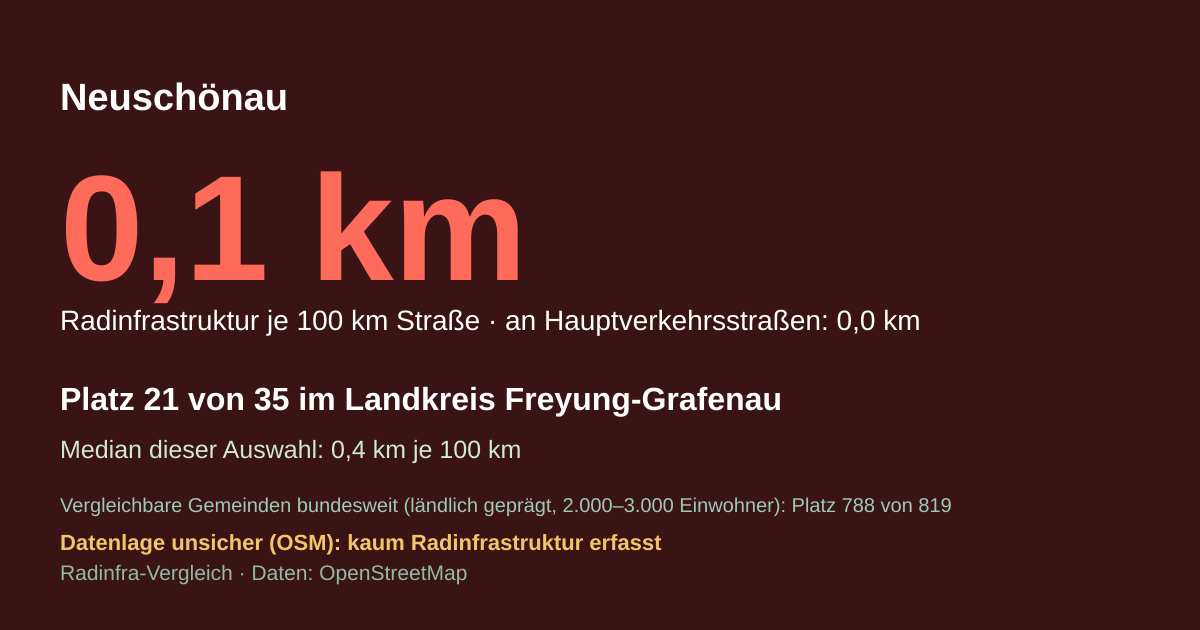 Neuschönau
0,1 km
Radinfrastruktur je 100 km Straße · an Hauptverkehrsstraßen: 0,0 km
Platz 21 von 35 im Landkreis Freyung-Grafenau
Median dieser Auswahl: 0,4 km je 100 km
Vergleichbare Gemeinden bundesweit (ländlich geprägt, 2.000–3.000 Einwohner): Platz 788 von 819
Datenlage unsicher (OSM): kaum Radinfrastruktur erfasst
Radinfra-Vergleich · Daten: OpenStreetMap